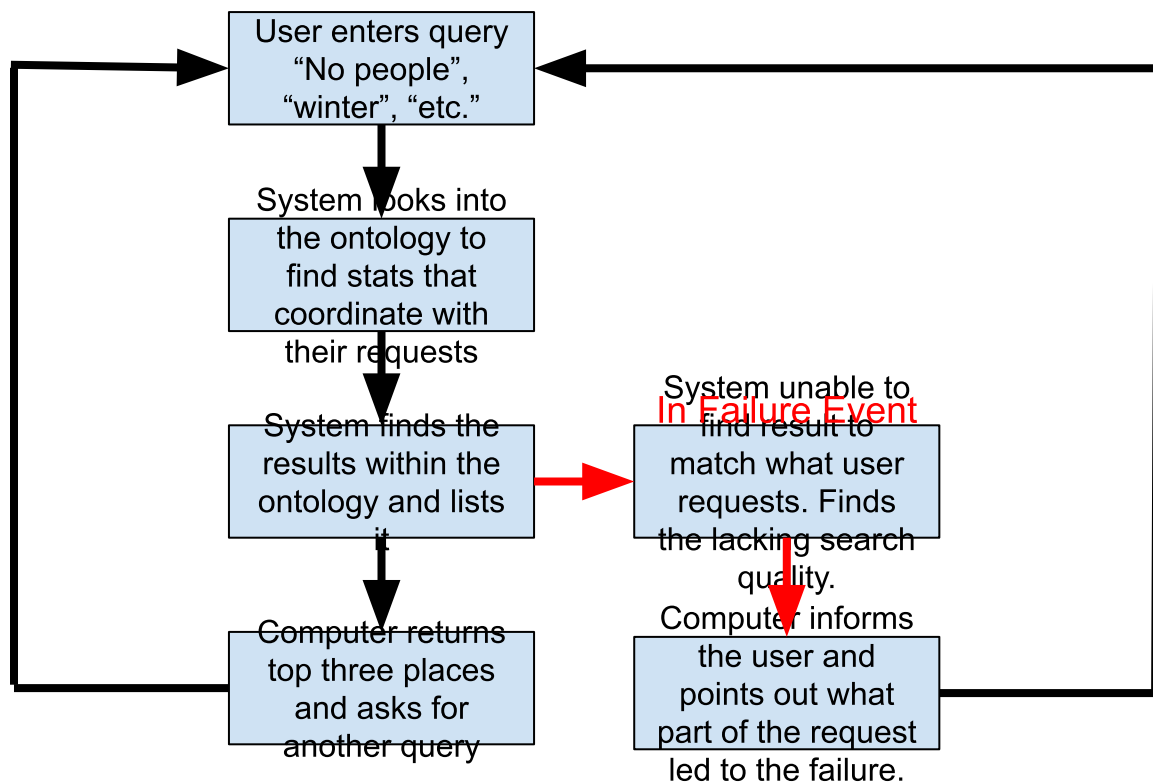 User enters query
“No people”,
“winter”, “etc.”
System looks into
the ontology to
find stats that
coordinate with
their requests
System finds the
results within the
ontology and lists
it
In Failure Event
System unable to
find result to
match what user
requests. Finds
the lacking search
quality.
Computer returns
top three places
and asks for
another query
Computer informs
the user and
points out what
part of the request
led to the failure.